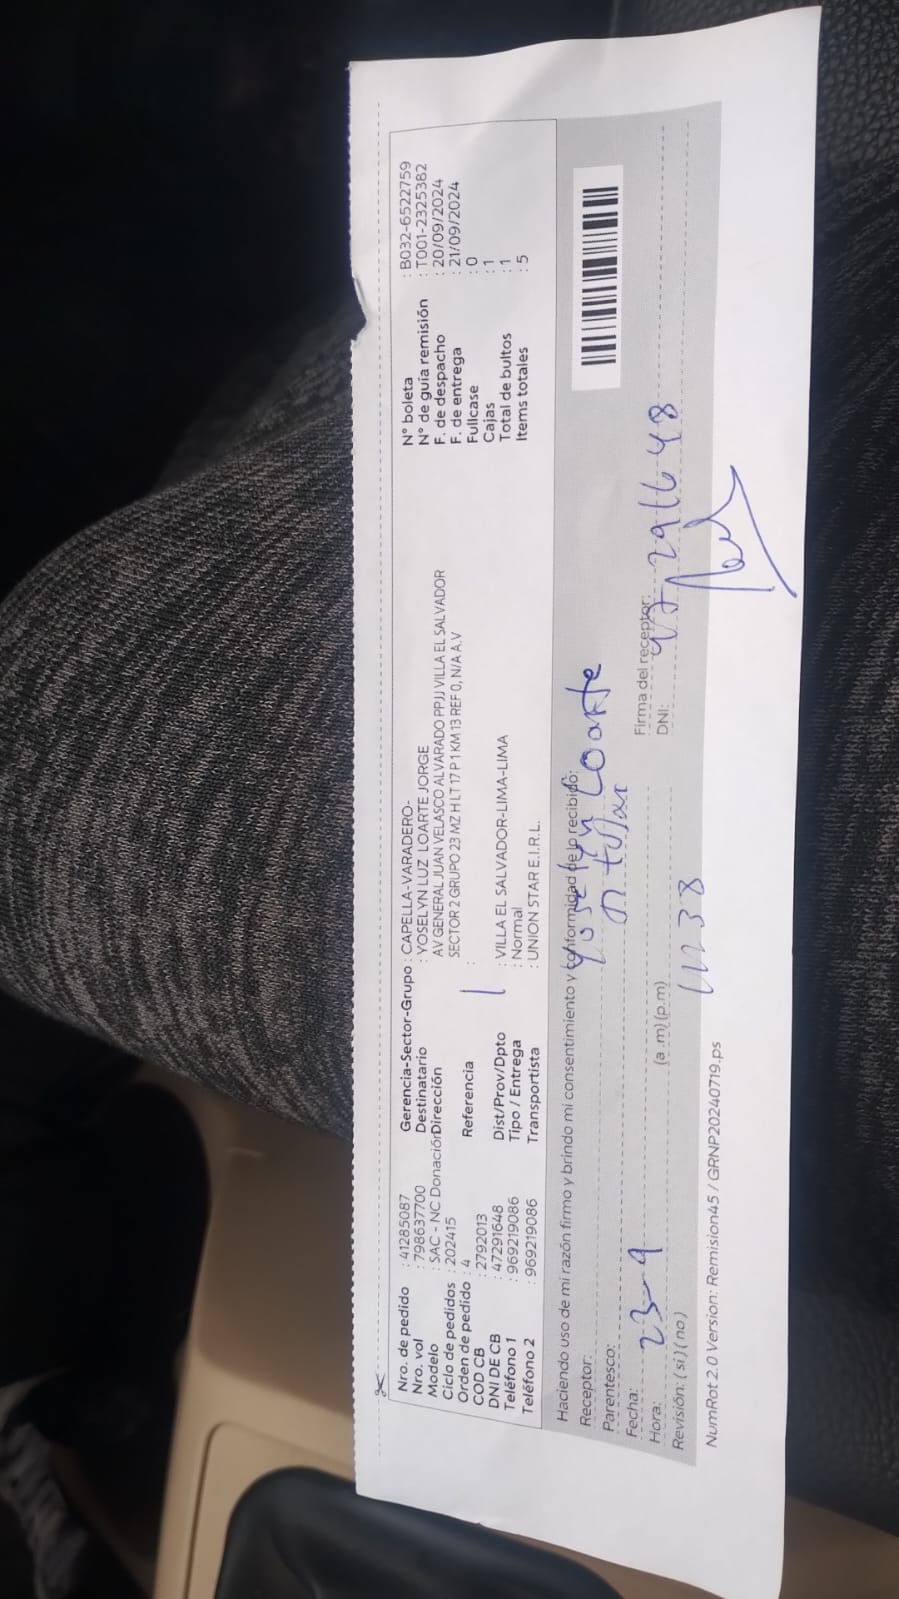 Nro. de pedido : 41285087
Nro. vol : 798637700
Modelo : SAC - NC Donación
Ciclo de pedidos : 202415
Orden de pedido : 4
COD CB : 2792013
DNI DE CB : 47291648
Teléfono 1 : 969219086
Teléfono 2 : 969219086
Gerencia-Sector-Grupo : CAPELLA-VARADERO-
Destinatario : YOSELYN LUZ LOARTE JORGE
Dirección AV GENERAL JUAN VELASCO ALVARADO PPJJ VILLA EL SALVADOR
SECTOR 2 GRUPO 23 MZ H LT 17 P 1 KM 13 REF 0, N/A A.V
Referencia :
Dist/Prov/Dpto : VILLA EL SALVADOR-LIMA-LIMA
Tipo / Entrega : Normal
Transportista : UNION STAR E.I.R.L.
N° boleta : B032-6522759
N° de guía remisión : T001-2325382
F. de despacho : 20/09/2024
F. de entrega : 21/09/2024
Fullcase : 0
Cajas : 1
Total de bultos : 1
Items totales : 5
Haciendo uso de mi razón firmo y brindo mi consentimiento y conformidad de lo recibido:
Receptor: Yoselyn Loarte
Parentesco: titular
Fecha: 23-9
Hora: (a.m) (p.m) 1238
Revisión: (si) (no)
Firma del receptor:
DNI: 47291648
NumRot 2.0 Version: Remision45 / GRNP20240719.ps